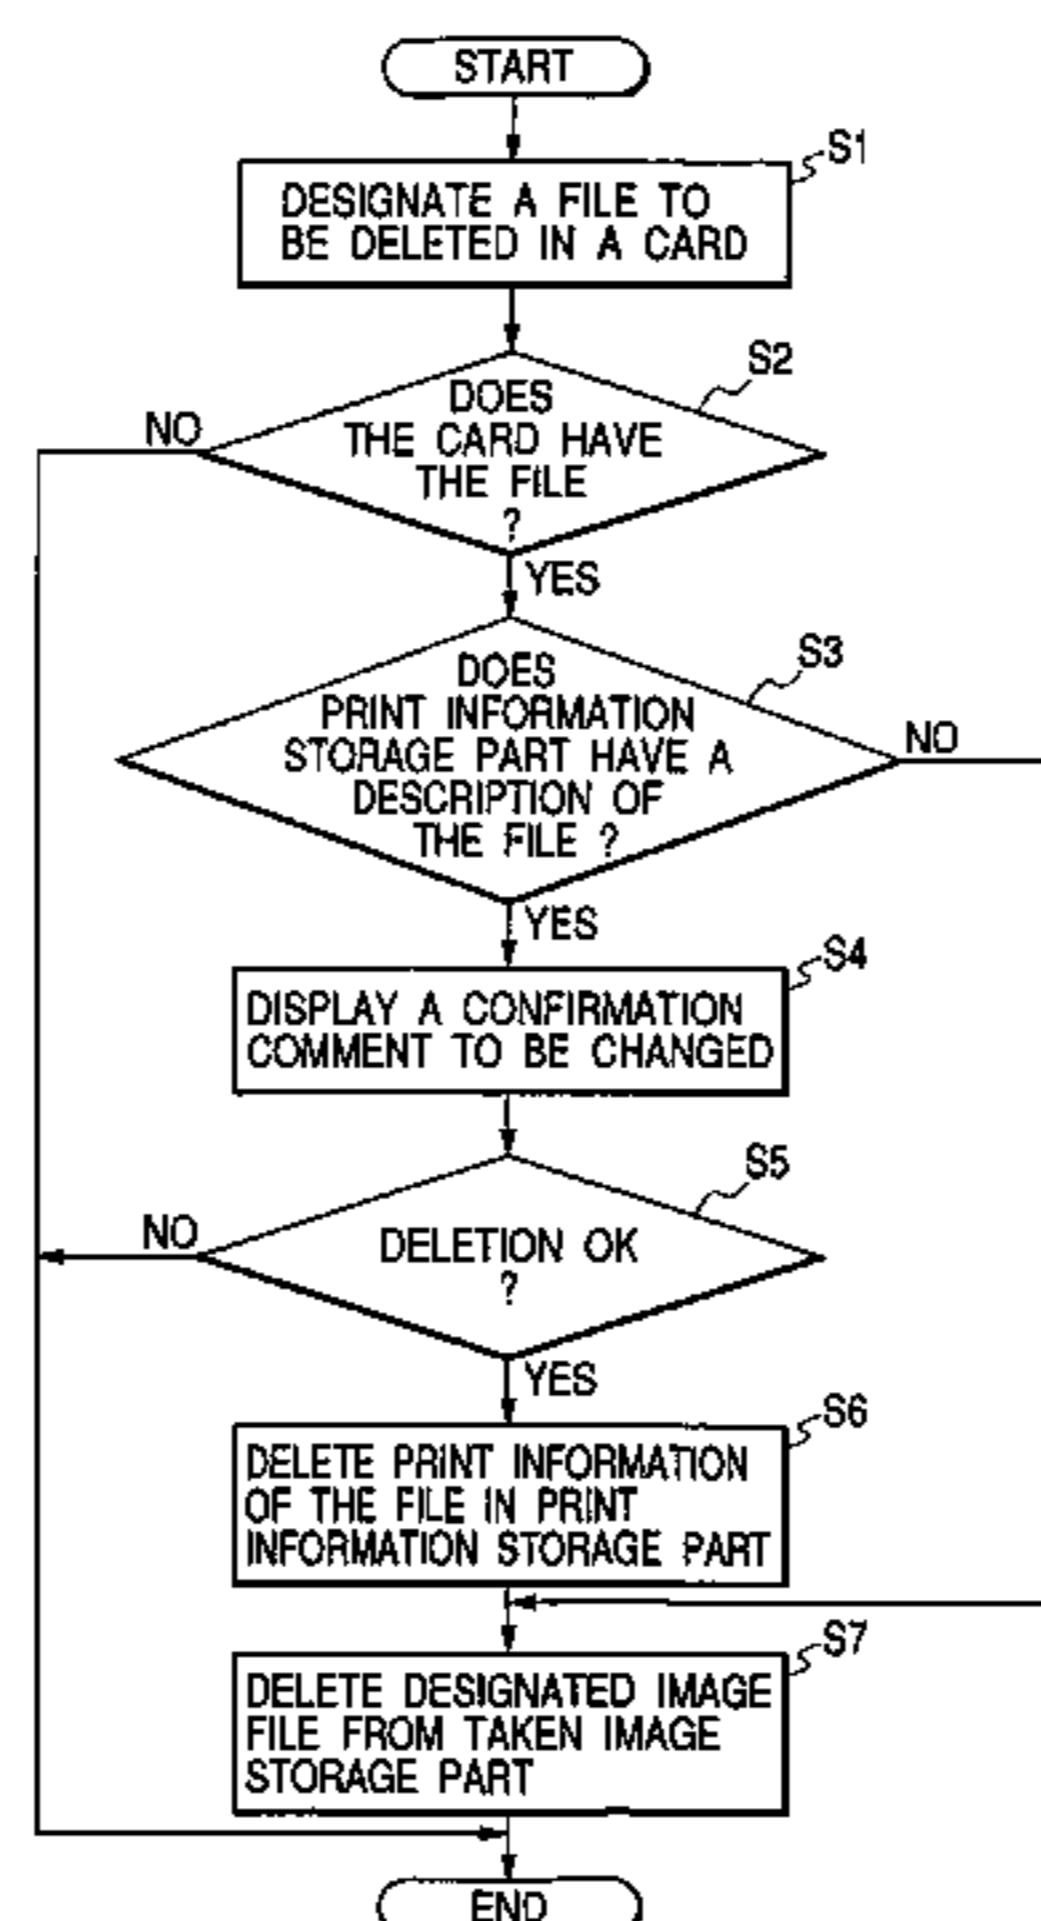 START
S1
DESIGNATE A FILE TO
BE DELETED IN A CARD
S2
DOES
THE CARD HAVE
THE FILE
?
NO
YES
S3
DOES
PRINT INFORMATION
STORAGE PART HAVE A
DESCRIPTION OF
THE FILE ?
NO
YES
S4
DISPLAY A CONFIRMATION
COMMENT TO BE CHANGED
S5
DELETION OK
?
NO
YES
S6
DELETE PRINT INFORMATION
OF THE FILE IN PRINT
INFORMATION STORAGE PART
S7
DELETE DESIGNATED IMAGE
FILE FROM TAKEN IMAGE
STORAGE PART
END